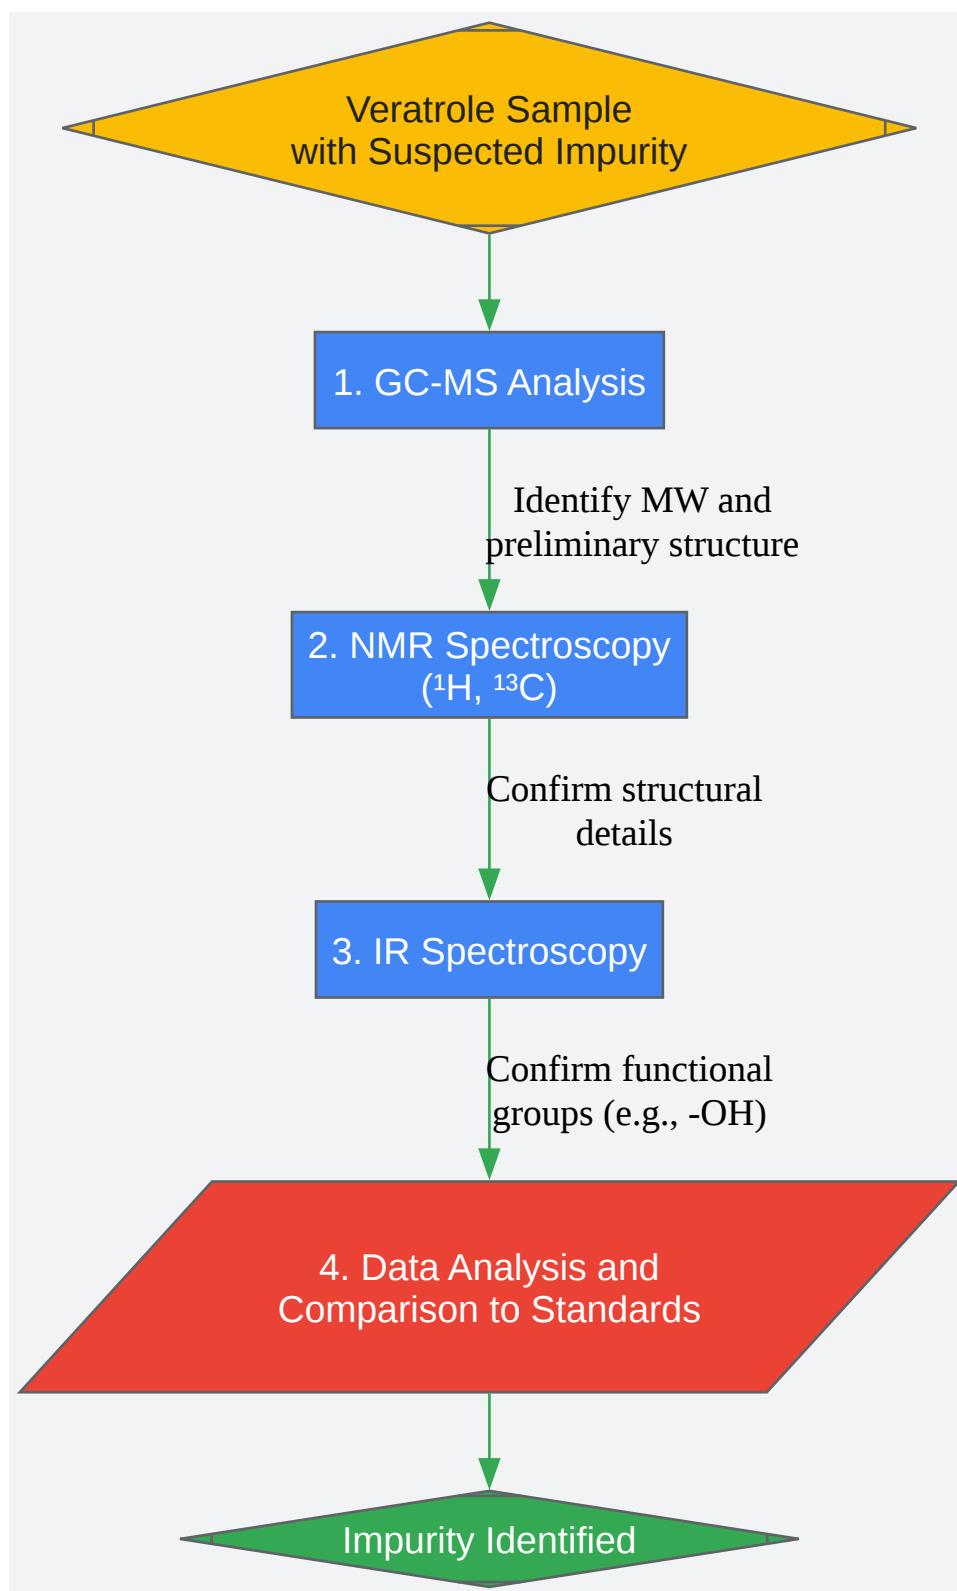 Veratrole Sample
with Suspected Impurity
1. GC-MS Analysis
Identify MW and
preliminary structure
2. NMR Spectroscopy
(¹H, ¹³C)
Confirm structural
details
3. IR Spectroscopy
Confirm functional
groups (e.g., -OH)
4. Data Analysis and
Comparison to Standards
Impurity Identified